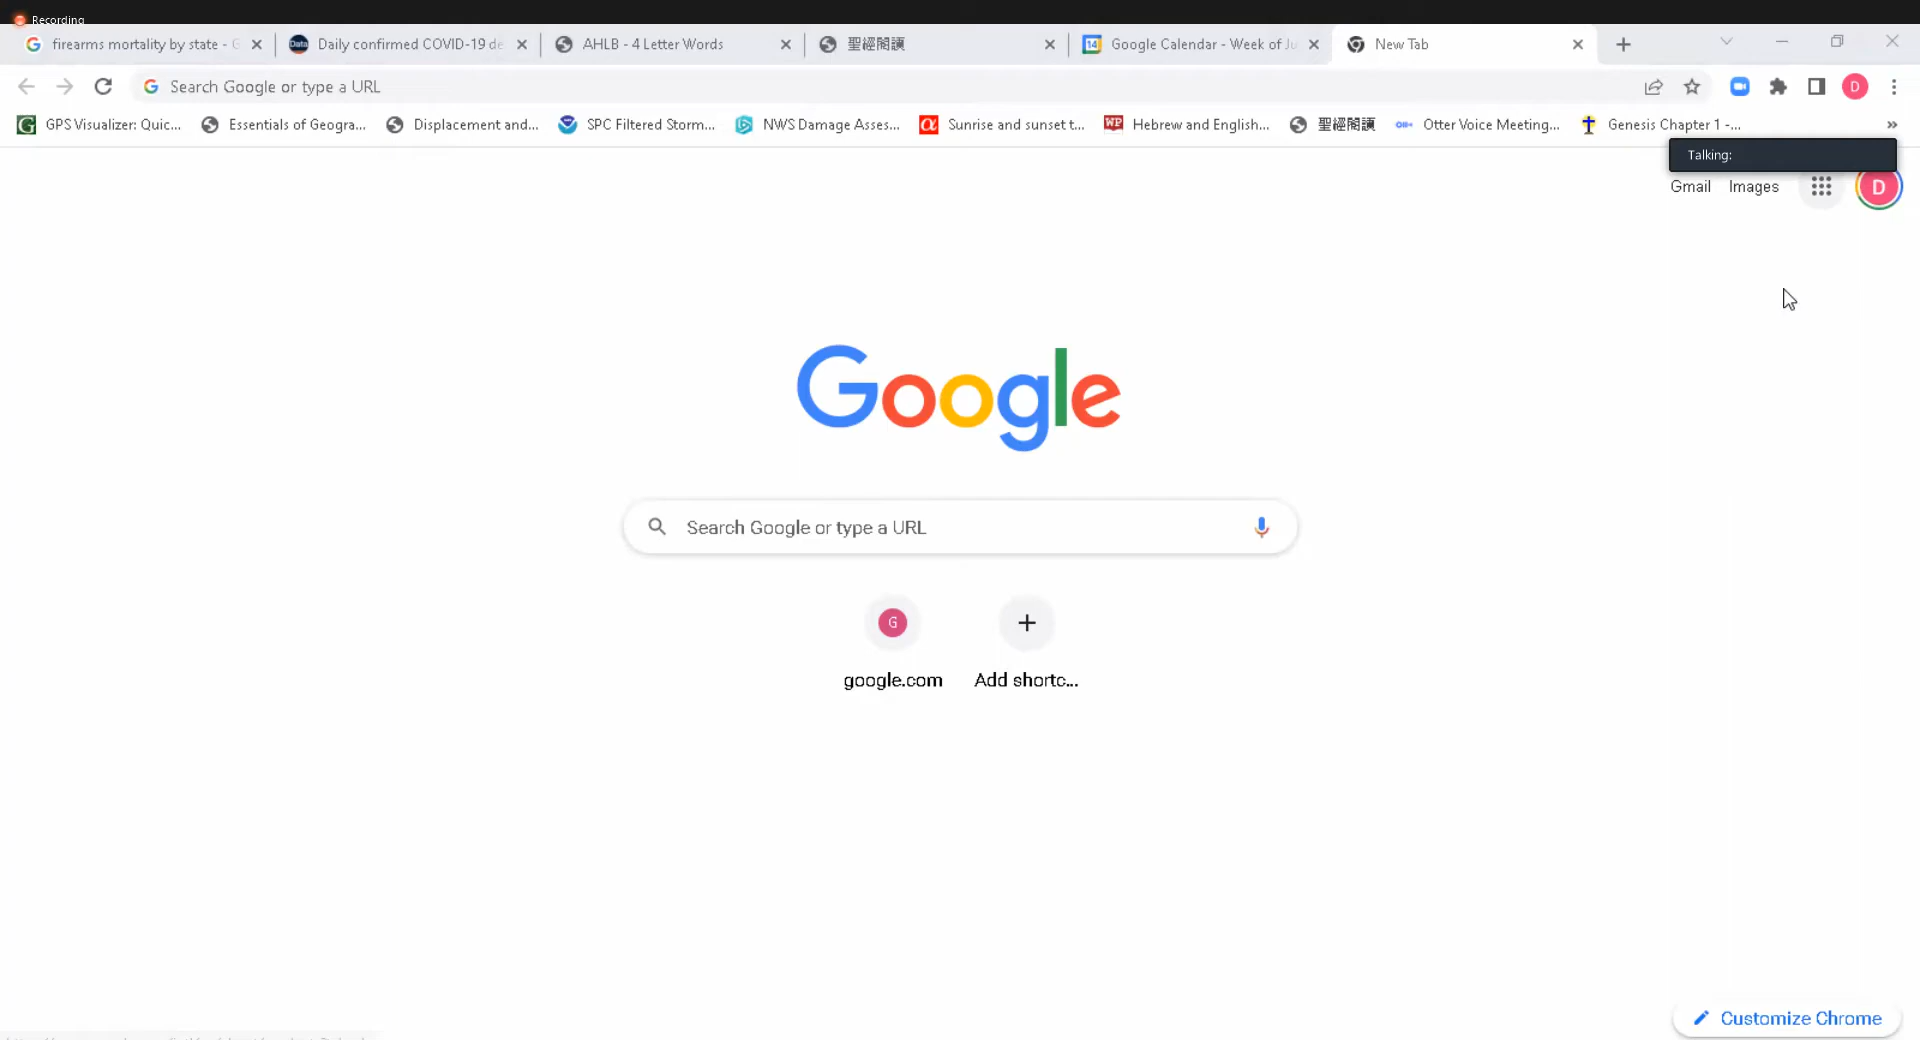 Recording
firearms mortality by state - G
Daily confirmed COVID-19 de
AHLB - 4 Letter Words
聖經閱讀
Google Calendar - Week of Ju
New Tab
Search Google or type a URL
D
GPS Visualizer: Quic...
Essentials of Geogra...
Displacement and...
SPC Filtered Storm...
NWS Damage Asses...
Sunrise and sunset t...
Hebrew and English...
聖經閱讀
Otter Voice Meeting...
Genesis Chapter 1 -...
Talking:
Gmail
Images
D
Google
Search Google or type a URL
G
google.com
Add shortc...
Customize Chrome